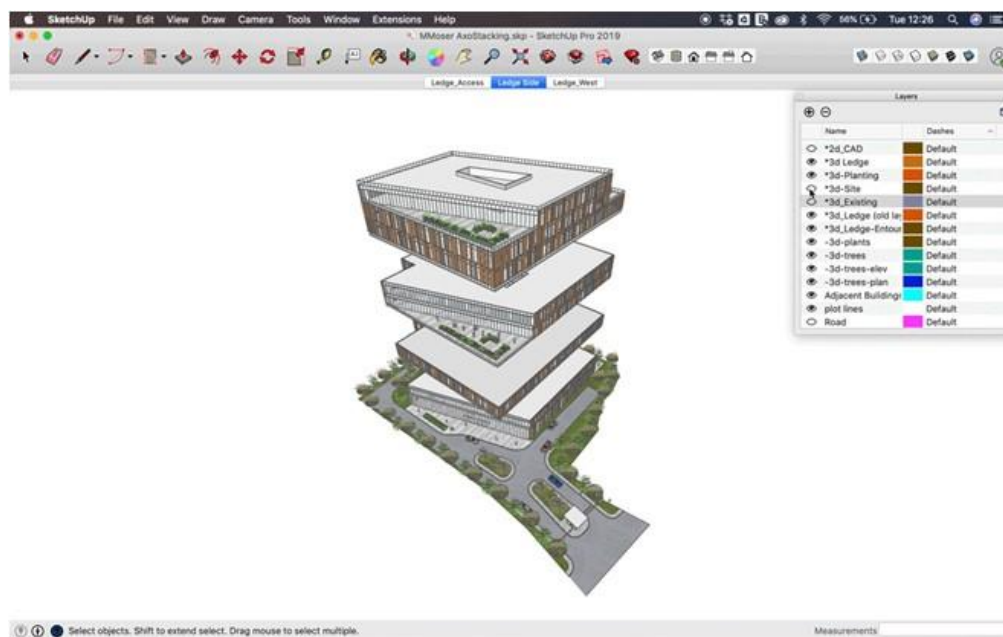 SketchUp File Edit View Draw Camera Tools Window Extensions Help 56% Tue 12:26
MMoser AxoStacking.skp - SketchUp Pro 2019
Ledge_Access Ledge Side Ledge_West
Layers
Name Dashes
*2d_CAD Default
*3d Ledge Default
*3d-Planting Default
*3d-Site Default
*3d_Existing Default
*3d_Ledge (old la Default
*3d_Ledge-Entour Default
-3d-plants Default
-3d-trees Default
-3d-trees-elev Default
-3d-trees-plan Default
Adjacent Buildings Default
plot lines Default
Road Default
Select objects. Shift to extend select. Drag mouse to select multiple. Measurements